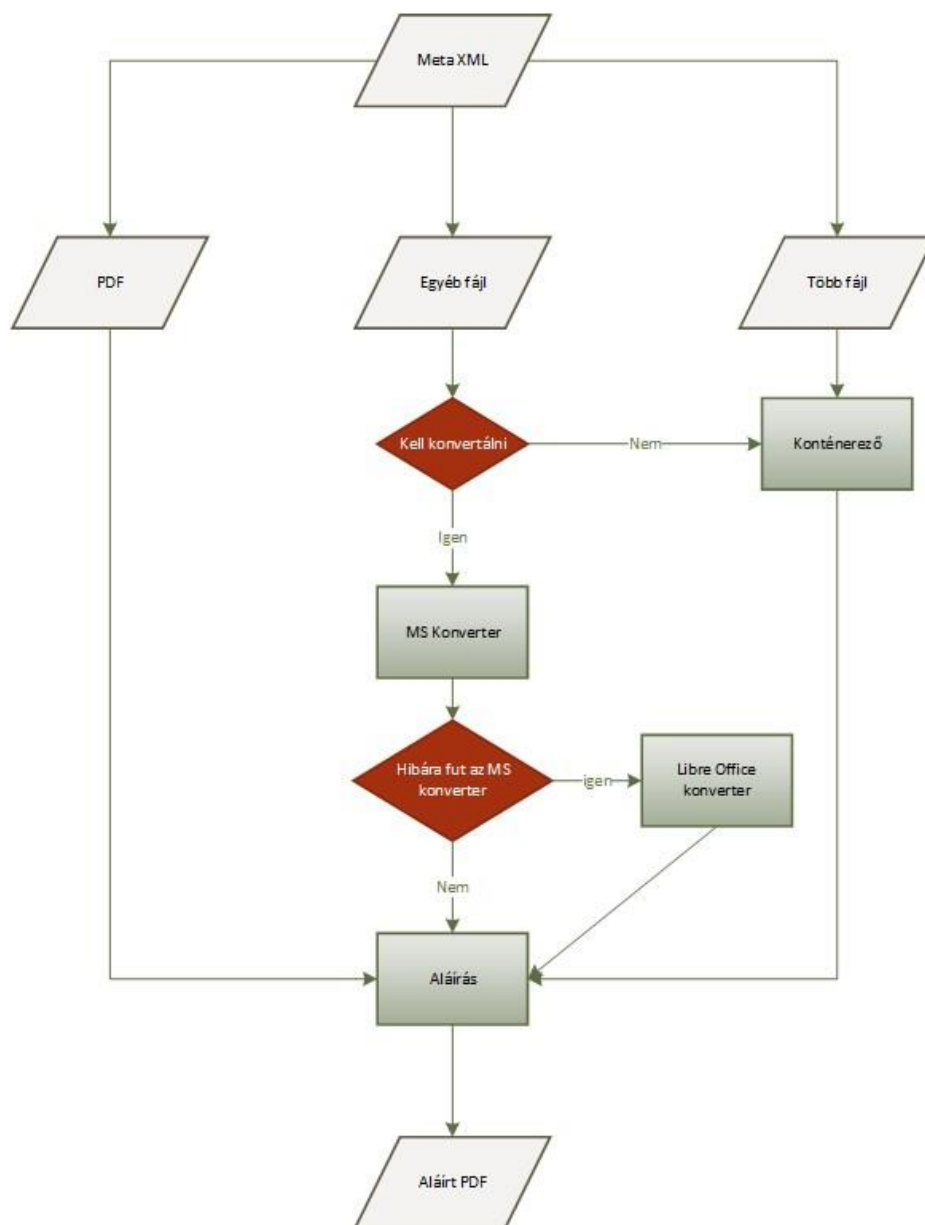 Meta XML
PDF
Egyéb fájl
Több fájl
Kell konvertálni
Nem
Konténerező
Igen
MS Konverter
Hibára fut az MS
konverter
igen
Libre Office
konverter
Nem
Aláírás
Aláírt PDF